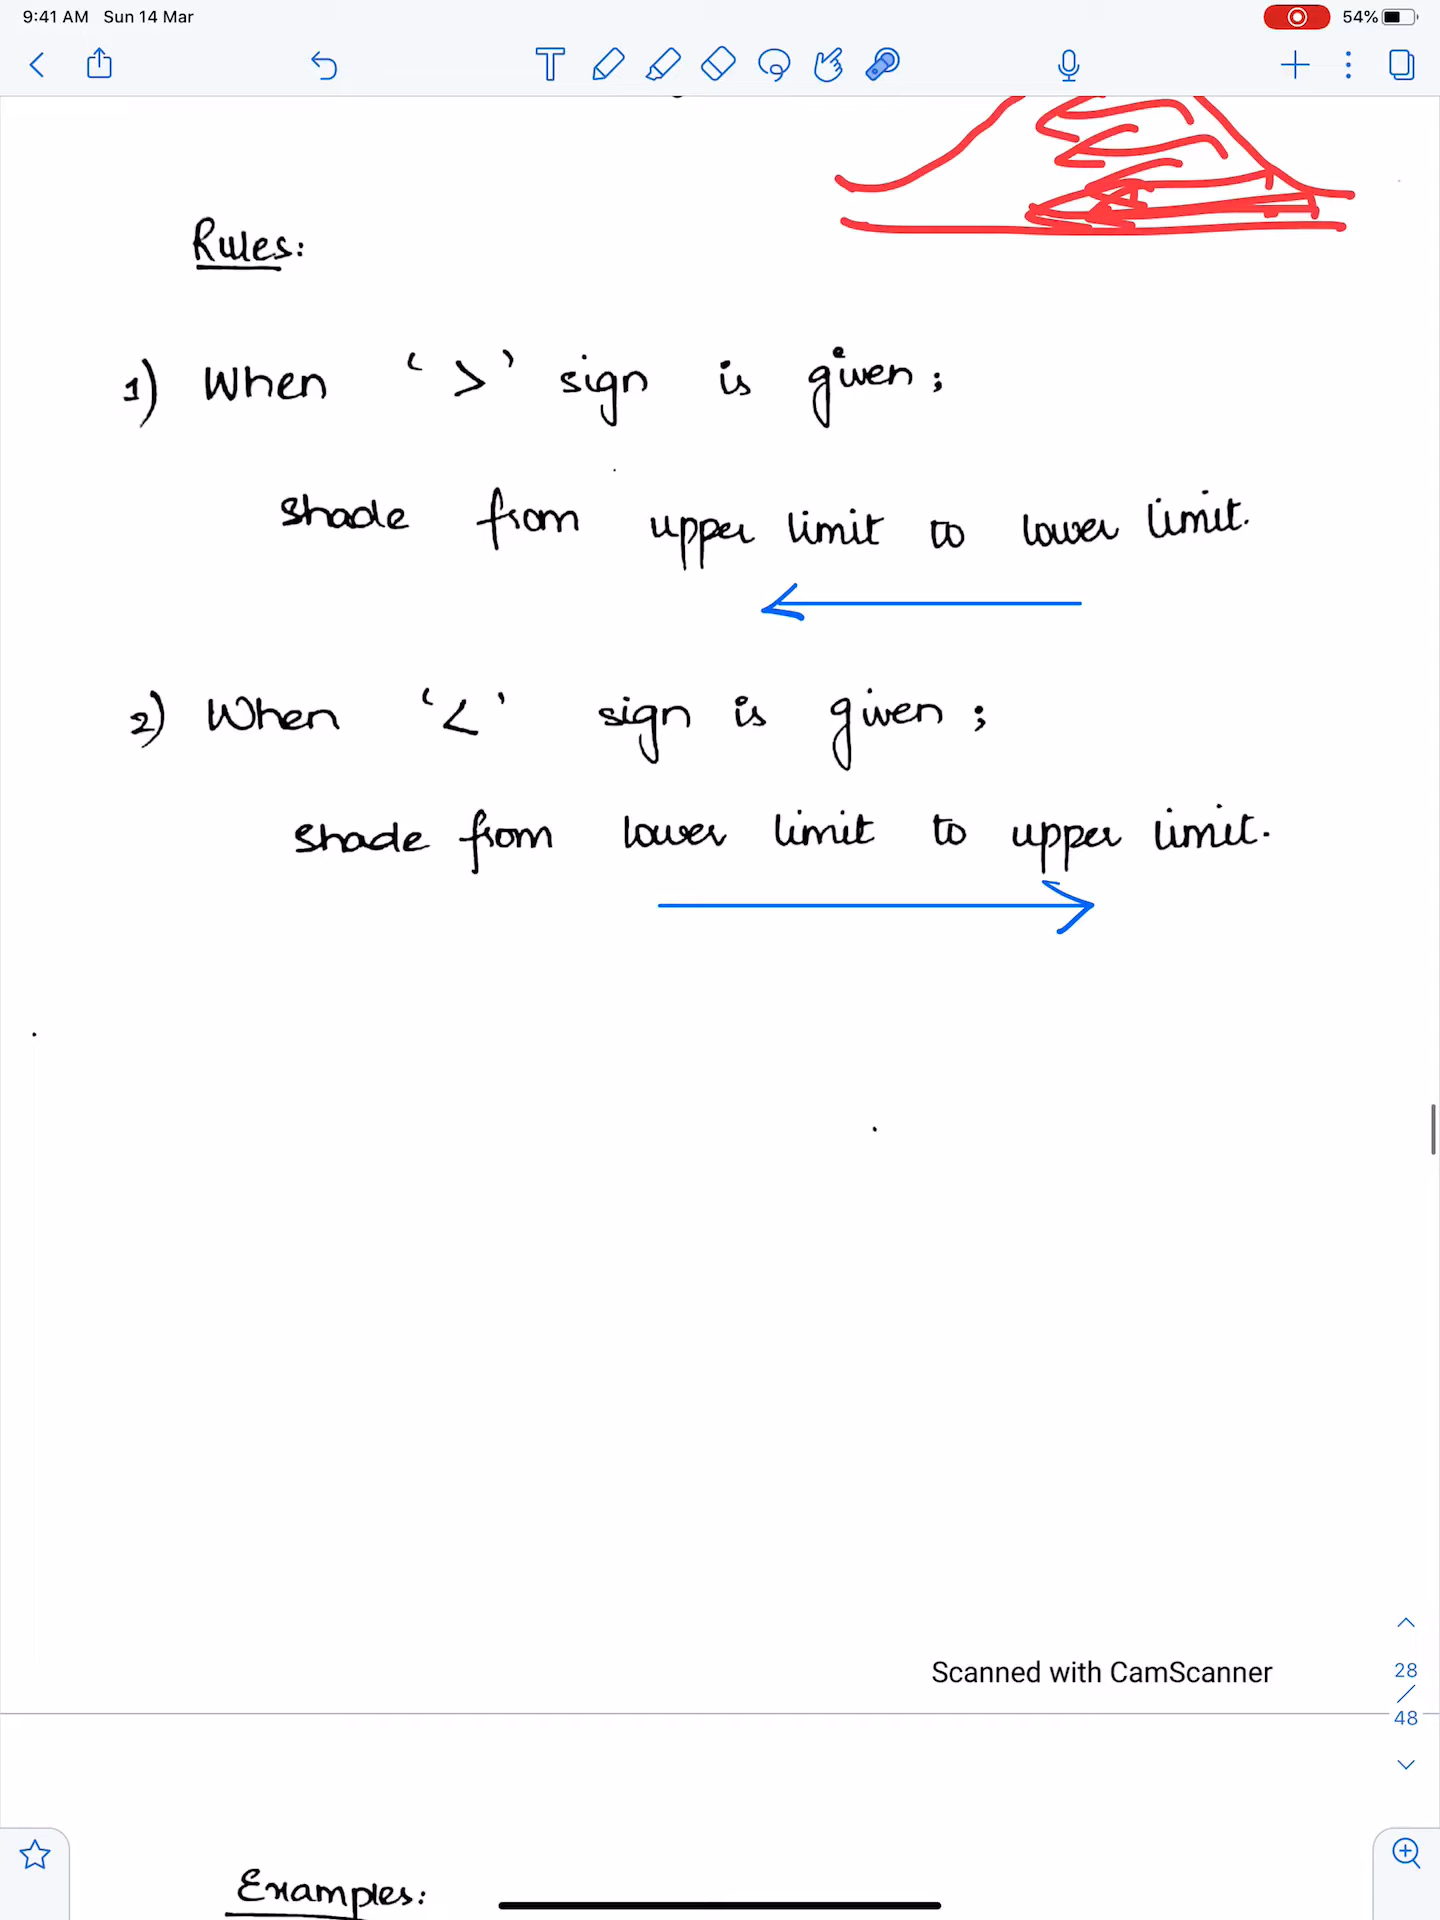 9:41 AM Sun 14 Mar
54%
Rules:
1) When '>' sign is given;
shade from upper limit to lower limit.
2) When '<' sign is given;
shade from lower limit to upper limit.
Scanned with CamScanner
28
/
48
Examples: